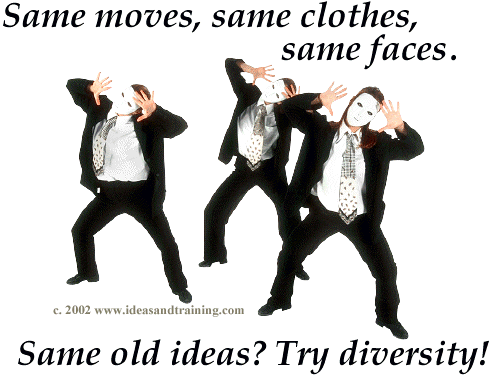 Same moves, same clothes,
same faces.
c. 2002 www.ideasandtraining.com
Same old ideas? Try diversity!